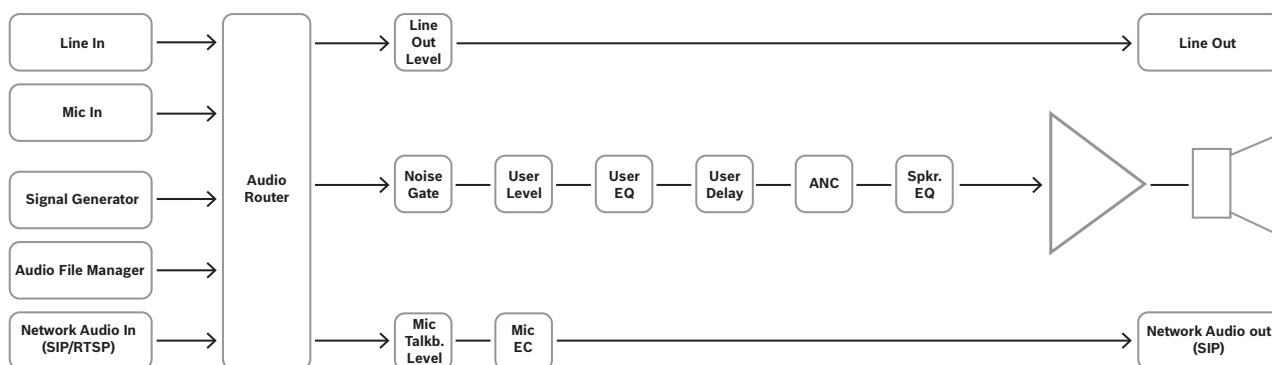 Line In
Mic In
Signal Generator
Audio File Manager
Network Audio In
(SIP/RTSP)
Audio
Router
Line
Out
Level
Line Out
Noise
Gate
User
Level
User
EQ
User
Delay
ANC
Spkr.
EQ
Mic
Talkb.
Level
Mic
EC
Network Audio out
(SIP)